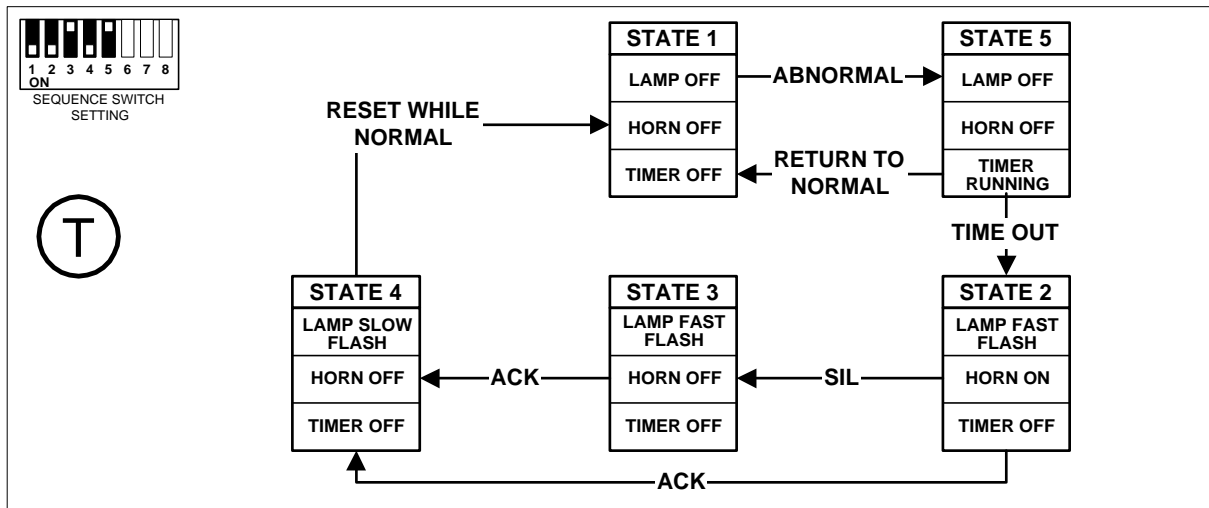 1 2 3 4 5 6 7 8
ON
SEQUENCE SWITCH
SETTING
T
STATE 1
LAMP OFF
HORN OFF
TIMER OFF
ABNORMAL
RETURN TO
NORMAL
STATE 5
LAMP OFF
HORN OFF
TIMER
RUNNING
RESET WHILE
NORMAL
TIME OUT
STATE 4
LAMP SLOW
FLASH
HORN OFF
TIMER OFF
ACK
STATE 3
LAMP FAST
FLASH
HORN OFF
TIMER OFF
SIL
STATE 2
LAMP FAST
FLASH
HORN ON
TIMER OFF
ACK